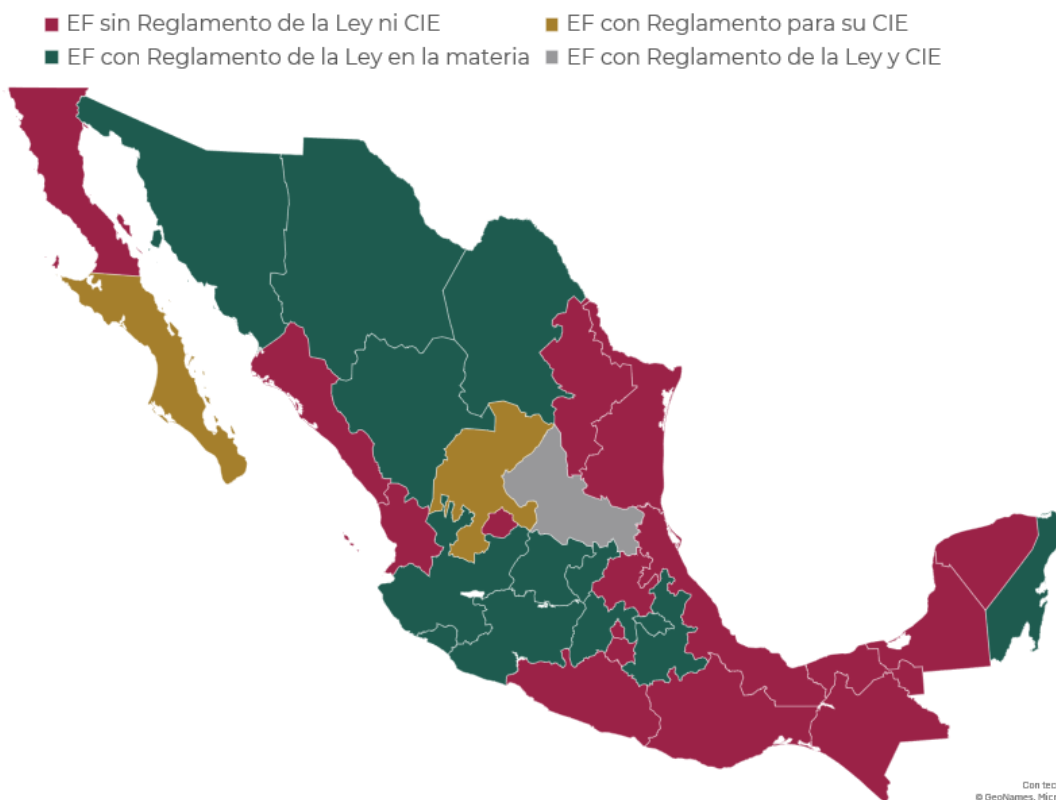 EF sin Reglamento de la Ley ni CIE EF con Reglamento para su CIE
EF con Reglamento de la Ley en la materia EF con Reglamento de la Ley y CIE
Con tec
© GeoNames, Micr